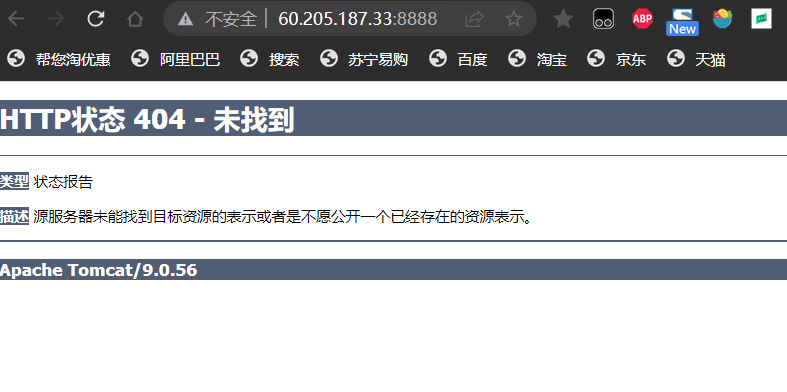 不安全 60.205.187.33:8888
ABP
New
帮您淘优惠 阿里巴巴 搜索 苏宁易购 百度 淘宝 京东 天猫
HTTP状态 404 - 未找到
类型 状态报告
描述 源服务器未能找到目标资源的表示或者是不愿公开一个已经存在的资源表示。
Apache Tomcat/9.0.56